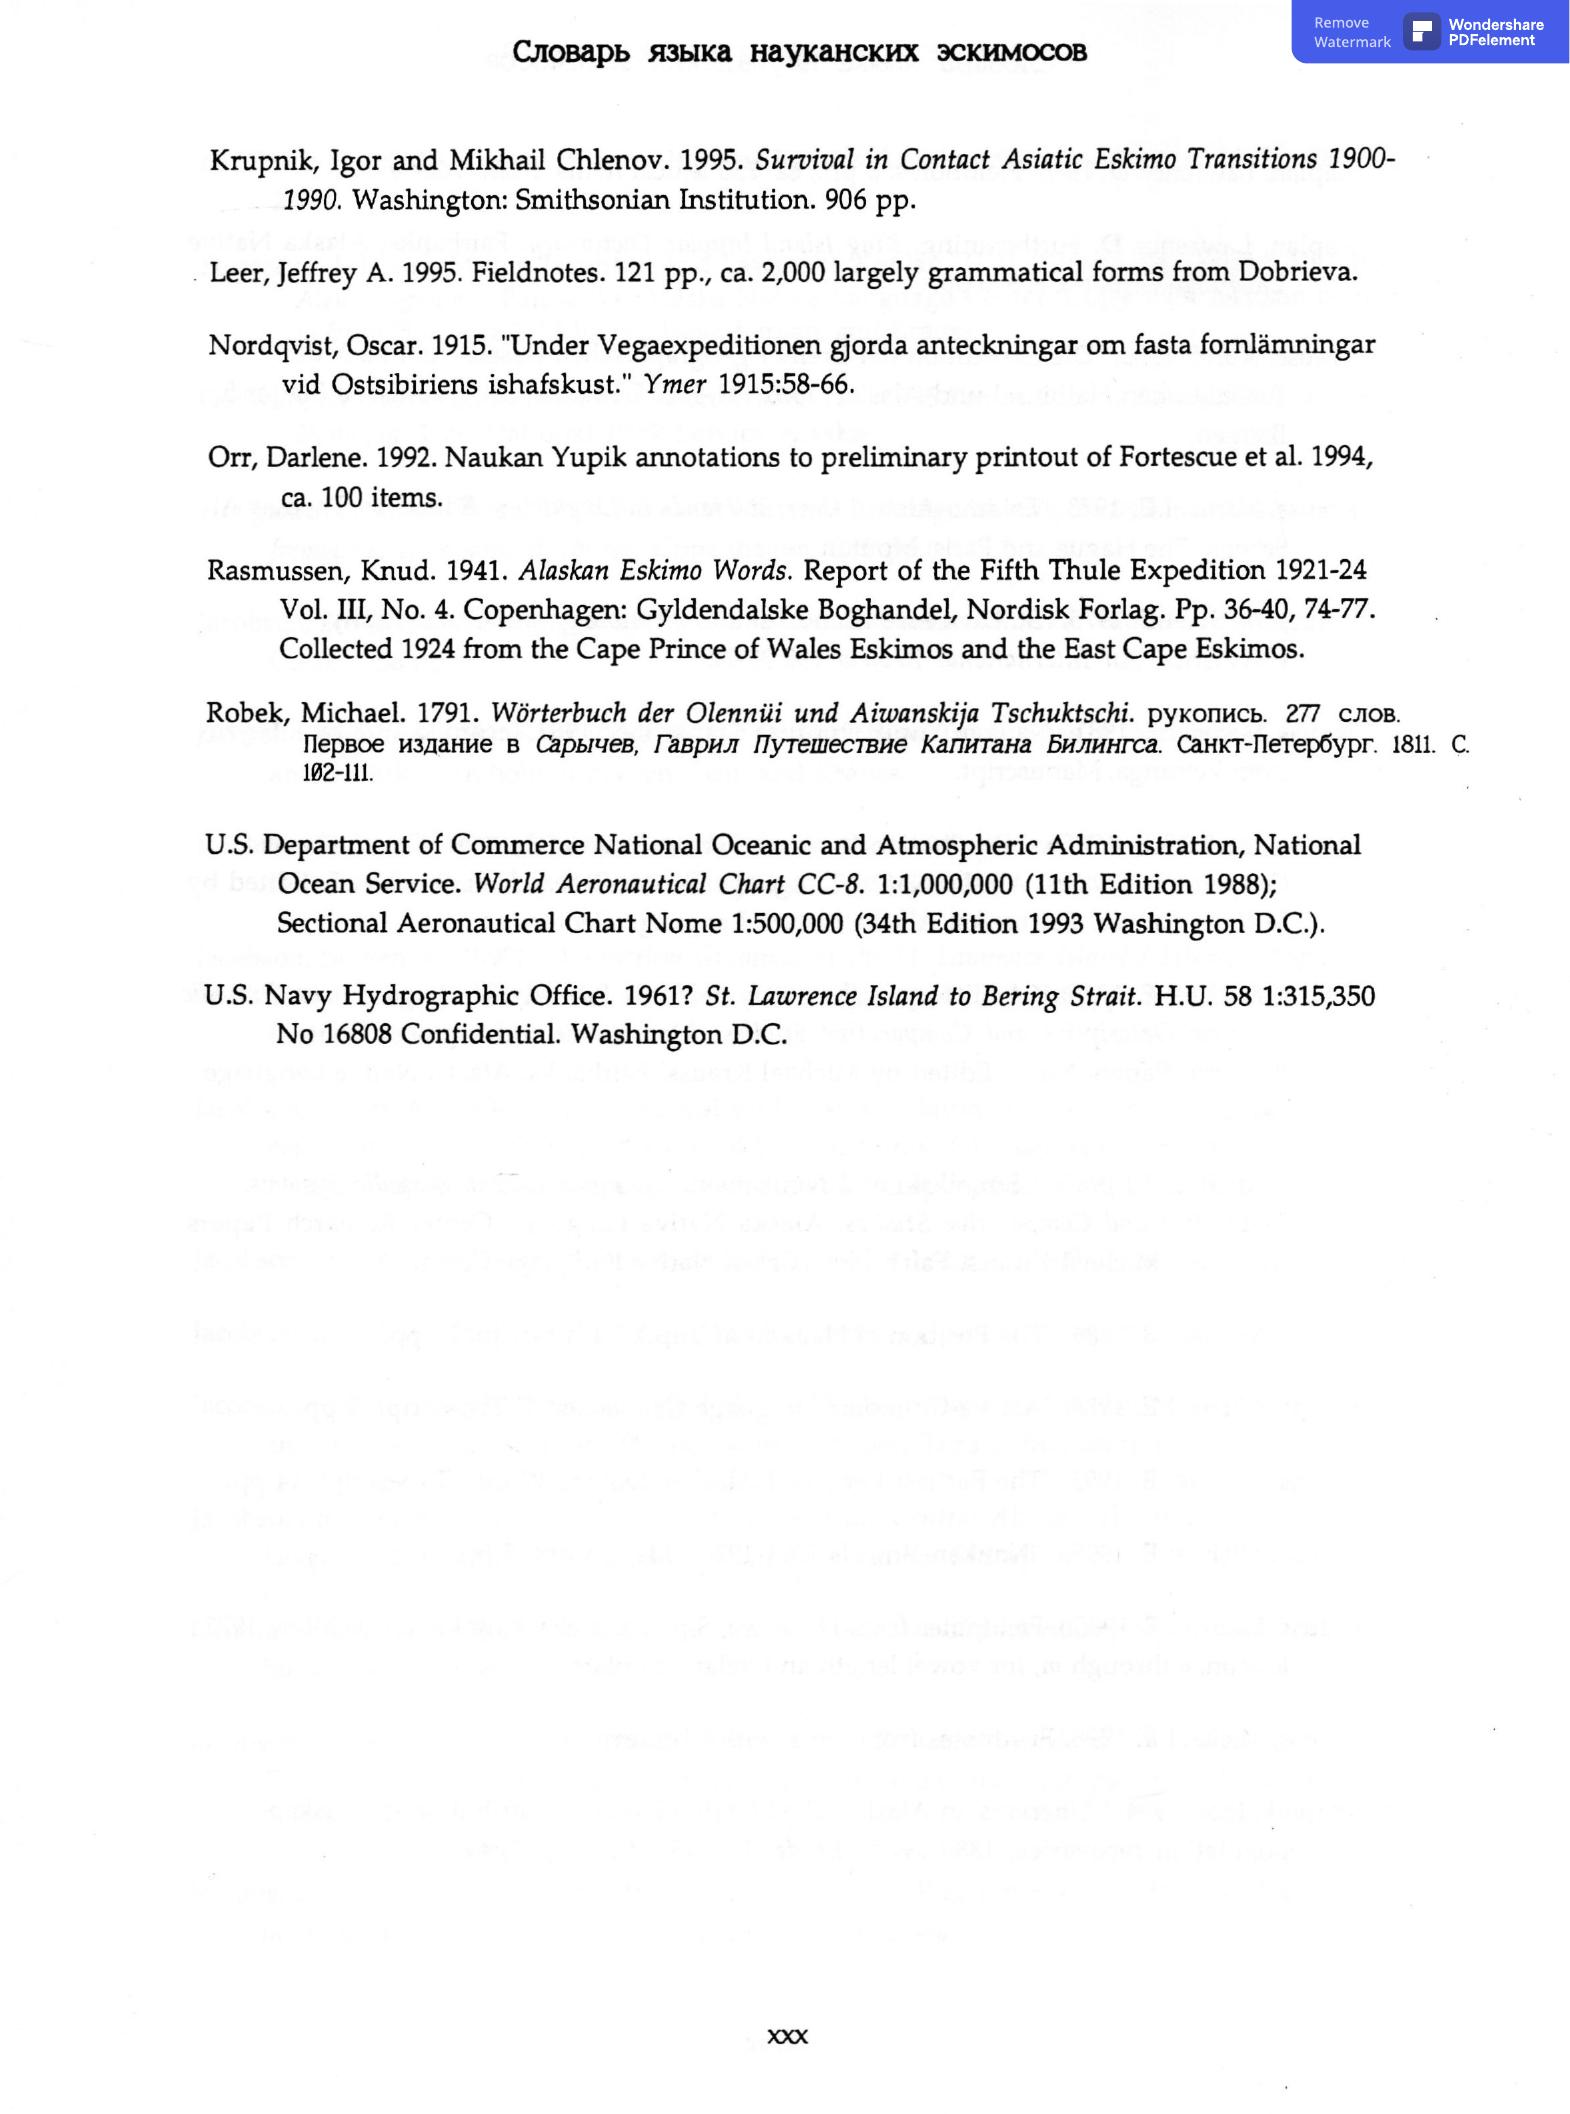 Словарь языка науканских эскимосов
Remove
Watermark
Wondershare
PDFelement
Krupnik, Igor and Mikhail Chlenov. 1995. Survival in Contact Asiatic Eskimo Transitions 1900-
1990. Washington: Smithsonian Institution. 906 pp.
Leer, Jeffrey A. 1995. Fieldnotes. 121 pp., ca. 2,000 largely grammatical forms from Dobrieva.
Nordqvist, Oscar. 1915. "Under Vegaexpeditionen gjorda anteckningar om fasta fornlämningar
vid Ostsibiriens ishafskust." Ymer 1915:58-66.
Orr, Darlene. 1992. Naukan Yupik annotations to preliminary printout of Fortescue et al. 1994,
ca. 100 items.
Rasmussen, Knud. 1941. Alaskan Eskimo Words. Report of the Fifth Thule Expedition 1921-24
Vol. III, No. 4. Copenhagen: Gyldendalske Boghandel, Nordisk Forlag. Pp. 36-40, 74-77.
Collected 1924 from the Cape Prince of Wales Eskimos and the East Cape Eskimos.
Robek, Michael. 1791. Wörterbuch der Olennüi und Aiwanskija Tschuktschi. рукопись. 277 слов.
Первое издание в Сарычев, Гаврил Путешествие Капитана Билингса. Санкт-Петербург. 1811. С.
102-111.
U.S. Department of Commerce National Oceanic and Atmospheric Administration, National
Ocean Service. World Aeronautical Chart CC-8. 1:1,000,000 (11th Edition 1988);
Sectional Aeronautical Chart Nome 1:500,000 (34th Edition 1993 Washington D.C.).
U.S. Navy Hydrographic Office. 1961? St. Lawrence Island to Bering Strait. H.U. 58 1:315,350
No 16808 Confidential. Washington D.C.
xxx